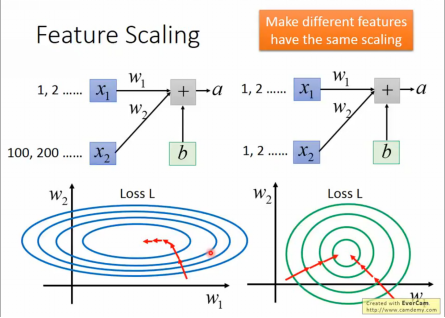 Feature Scaling
Make different features
have the same scaling
1, 2 ……
x₁
w₁
+
a
w₂
100, 200 ……
x₂
b
1, 2 ……
x₁
w₁
+
a
w₂
1, 2 ……
x₂
b
w₂
Loss L
w₁
w₂
Loss L
w₁
Created with EverCam.
http://www.camdemy.com